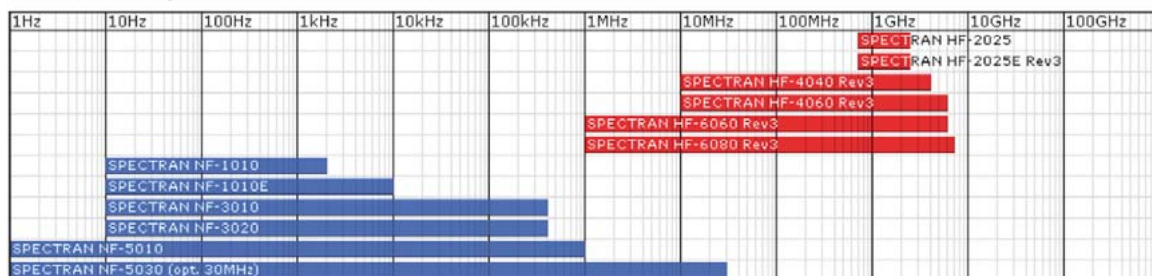 1Hz 10Hz 100Hz 1kHz 10kHz 100kHz 1MHz 10MHz 100MHz 1GHz 10GHz 100GHz
SPECTRAN HF-2025
SPECTRAN HF-2025E Rev3
SPECTRAN HF-4040 Rev3
SPECTRAN HF-4060 Rev3
SPECTRAN HF-6060 Rev3
SPECTRAN HF-6080 Rev3
SPECTRAN NF-1010
SPECTRAN NF-1010E
SPECTRAN NF-3010
SPECTRAN NF-3020
SPECTRAN NF-5010
SPECTRAN NF-5030 (opt. 30MHz)